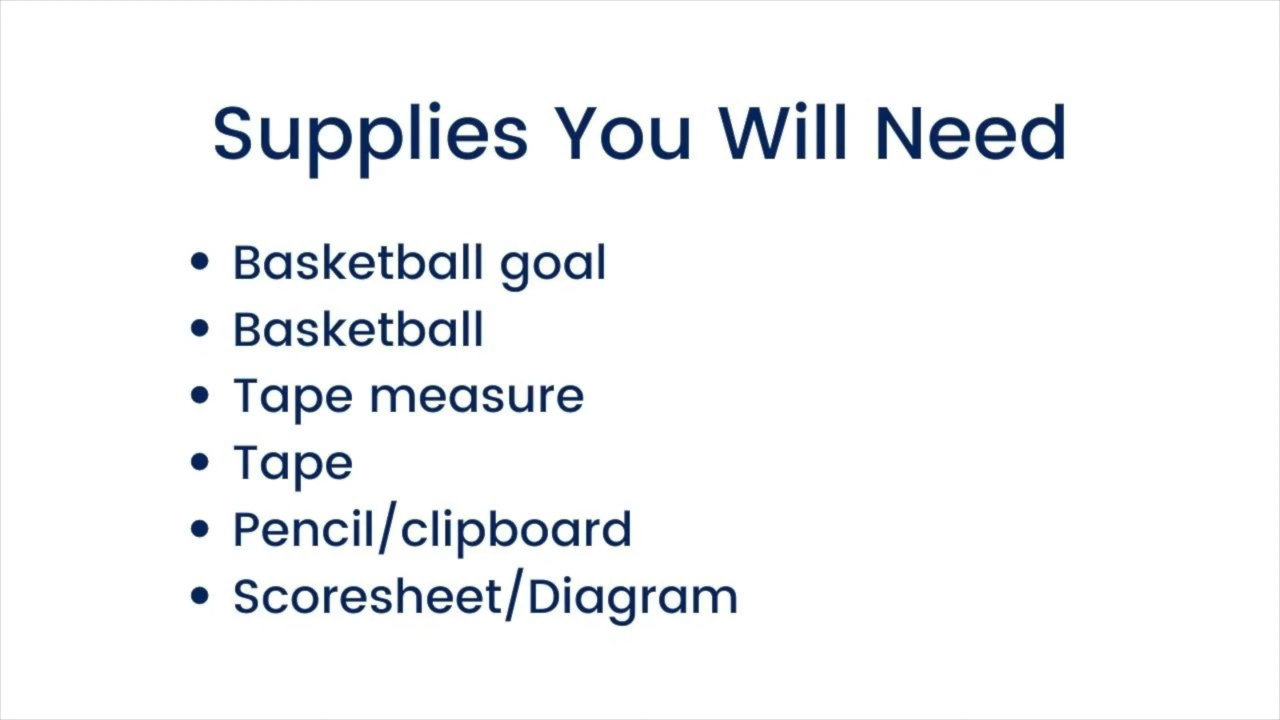 Supplies You Will Need
• Basketball goal
• Basketball
• Tape measure
• Tape
• Pencil/clipboard
• Scoresheet/Diagram